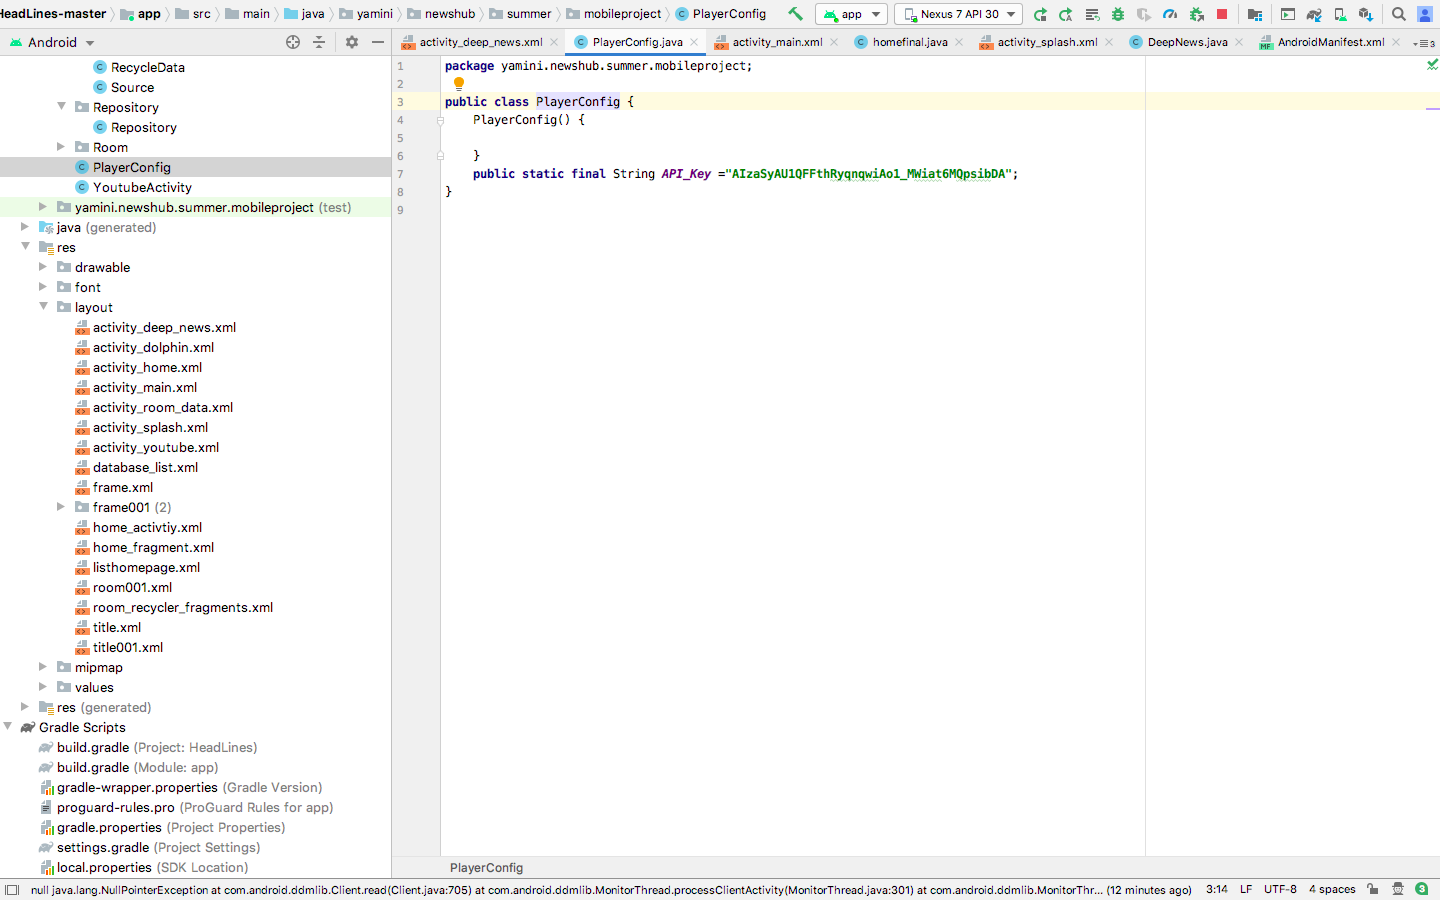 HeadLines-master app src main java yamini newshub summer mobileproject PlayerConfig app Nexus 7 API 30
Android
activity_deep_news.xml PlayerConfig.java activity_main.xml homefinal.java activity_splash.xml DeepNews.java AndroidManifest.xml 3
RecycleData
Source
Repository
Repository
Room
PlayerConfig
YoutubeActivity
yamini.newshub.summer.mobileproject (test)
java (generated)
res
drawable
font
layout
activity_deep_news.xml
activity_dolphin.xml
activity_home.xml
activity_main.xml
activity_room_data.xml
activity_splash.xml
activity_youtube.xml
database_list.xml
frame.xml
frame001 (2)
home_activtiy.xml
home_fragment.xml
listhomepage.xml
room001.xml
room_recycler_fragments.xml
title.xml
title001.xml
mipmap
values
res (generated)
Gradle Scripts
build.gradle (Project: HeadLines)
build.gradle (Module: app)
gradle-wrapper.properties (Gradle Version)
proguard-rules.pro (ProGuard Rules for app)
gradle.properties (Project Properties)
settings.gradle (Project Settings)
local.properties (SDK Location)
1 package yamini.newshub.summer.mobileproject;
2
3 public class PlayerConfig {
4 PlayerConfig() {
5
6 }
7 public static final String API_Key ="AIzaSyAU1QFFthRyqnqwiAo1_MWiat6MQpsibDA";
8 }
9
PlayerConfig
null java.lang.NullPointerException at com.android.ddmlib.Client.read(Client.java:705) at com.android.ddmlib.MonitorThread.processClientActivity(MonitorThread.java:301) at com.android.ddmlib.MonitorThr... (12 minutes ago) 3:14 LF UTF-8 4 spaces 3